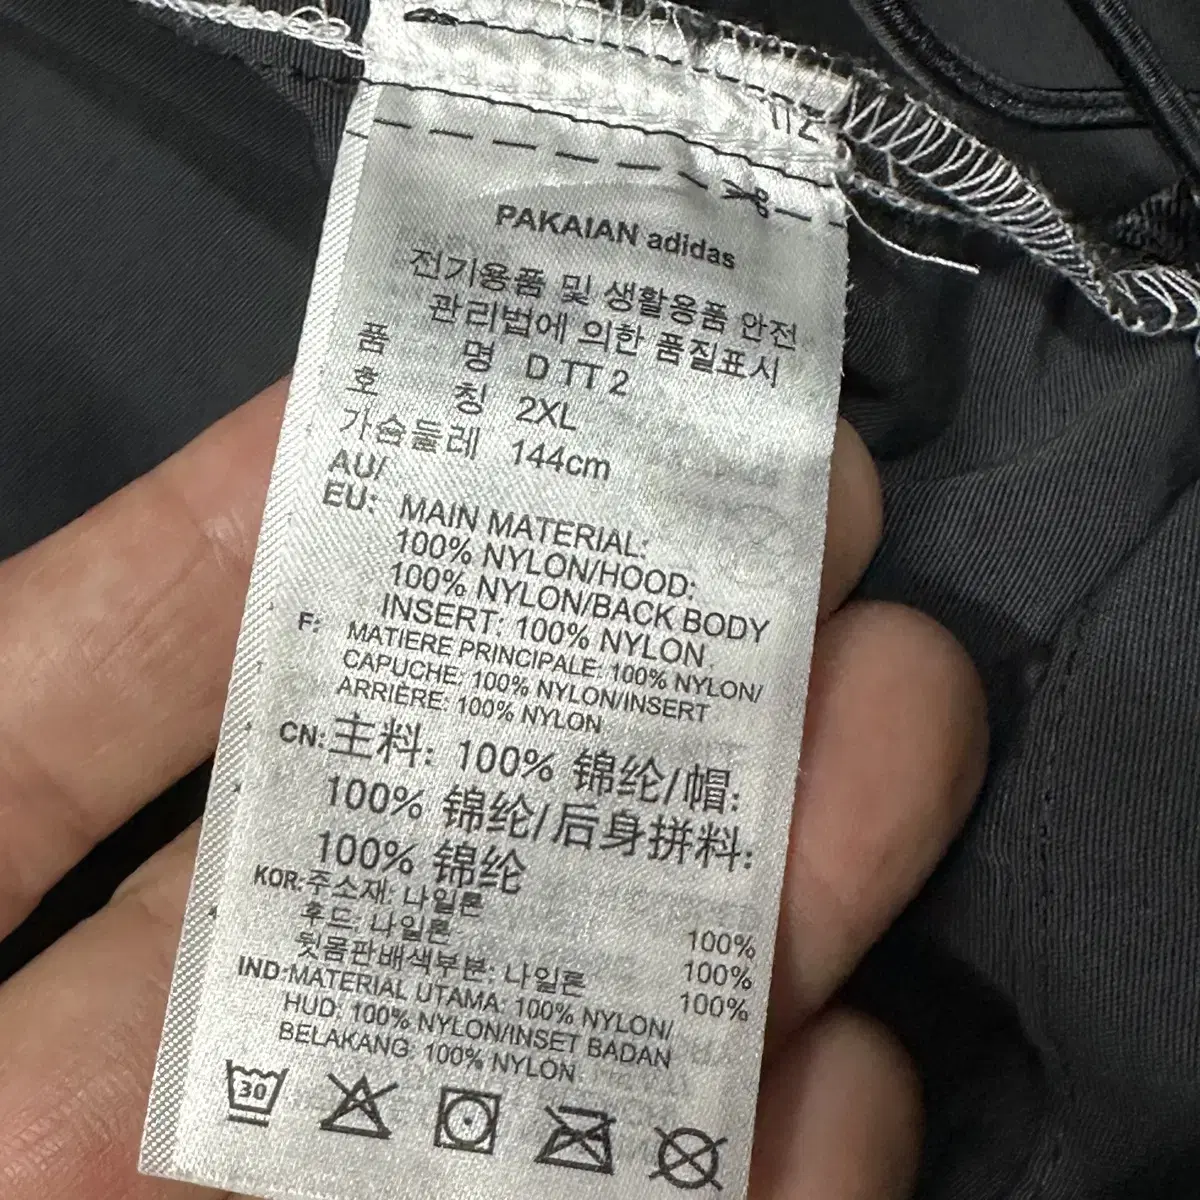 PAKAIAN adidas
전기용품 및 생활용품 안전
관리법에 의한 품질표시
품 명 D TT 2
호 칭 2XL
가슴둘레 144cm
AU/
EU: MAIN MATERIAL:
100% NYLON/HOOD:
100% NYLON/BACK BODY
INSERT: 100% NYLON
F: MATIERE PRINCIPALE: 100% NYLON/
CAPUCHE: 100% NYLON/INSERT
ARRIÈRE: 100% NYLON
CN: 主料: 100% 锦纶/帽:
100% 锦纶/后身拼料:
100% 锦纶
KOR: 주소재: 나일론 100%
후드: 나일론 100%
뒷몸판배색부분: 나일론 100%
IND: MATERIAL UTAMA: 100% NYLON/
HUD: 100% NYLON/INSET BADAN
BELAKANG: 100% NYLON
30